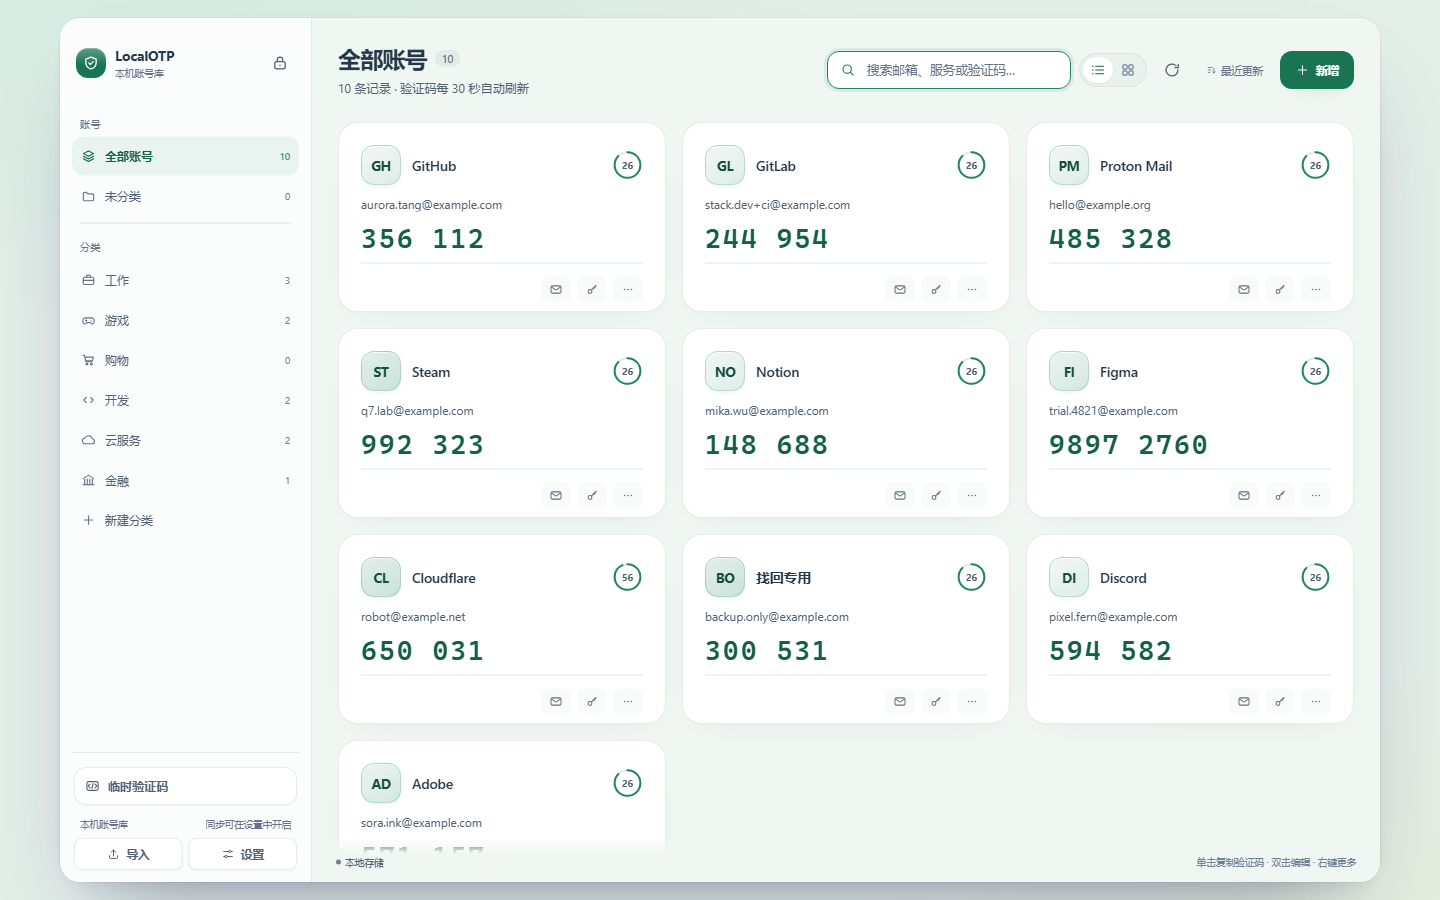 LocalOTP
本机账号库
账号
全部账号 10
未分类 0
分类
工作 3
游戏 2
购物 0
开发 2
云服务 2
金融 1
新建分类
临时验证码
本机账号库 同步可在设置中开启
导入 设置
全部账号 10
10 条记录 · 验证码每 30 秒自动刷新
搜索邮箱、服务或验证码...
最近更新
新增
GH GitHub 26
aurora.tang@example.com
356 112
GL GitLab 26
stack.dev+ci@example.com
244 954
PM Proton Mail 26
hello@example.org
485 328
ST Steam 26
q7.lab@example.com
992 323
NO Notion 26
mika.wu@example.com
148 688
FI Figma 26
trial.4821@example.com
9897 2760
CL Cloudflare 56
robot@example.net
650 031
BO 找回专用 26
backup.only@example.com
300 531
DI Discord 26
pixel.fern@example.com
594 582
AD Adobe 26
sora.ink@example.com
本地存储
单击复制验证码 · 双击编辑 · 右键更多